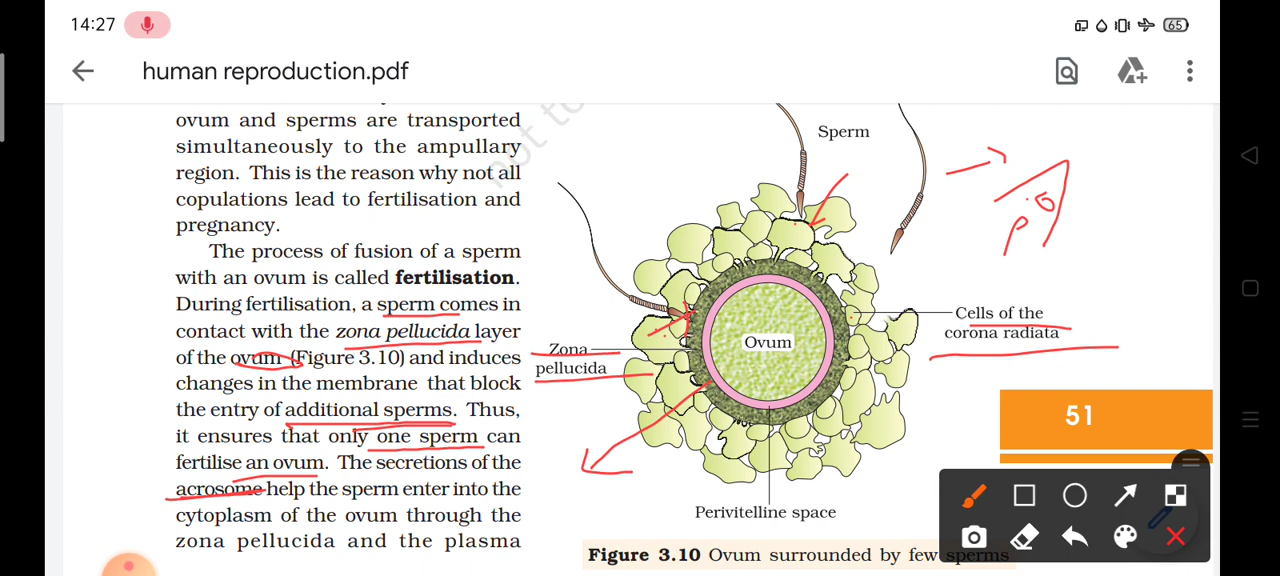 14:27
65
human reproduction.pdf
ovum and sperms are transported
simultaneously to the ampullary
region. This is the reason why not all
copulations lead to fertilisation and
pregnancy.
The process of fusion of a sperm
with an ovum is called fertilisation.
During fertilisation, a sperm comes in
contact with the zona pellucida layer
of the ovum (Figure 3.10) and induces
changes in the membrane that block
the entry of additional sperms. Thus,
it ensures that only one sperm can
fertilise an ovum. The secretions of the
acrosome help the sperm enter into the
cytoplasm of the ovum through the
zona pellucida and the plasma
not to
Sperm
Ovum
Cells of the
corona radiata
Zona
pellucida
Perivitelline space
51
Figure 3.10 Ovum surrounded by few sperms